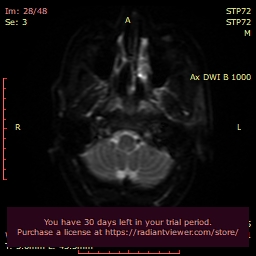 Im: 28/48
Se: 3
STP72
STP72
M
A
Ax DWI B 1000
R
L
You have 30 days left in your trial period.
Purchase a license at https://radiantviewer.com/store/